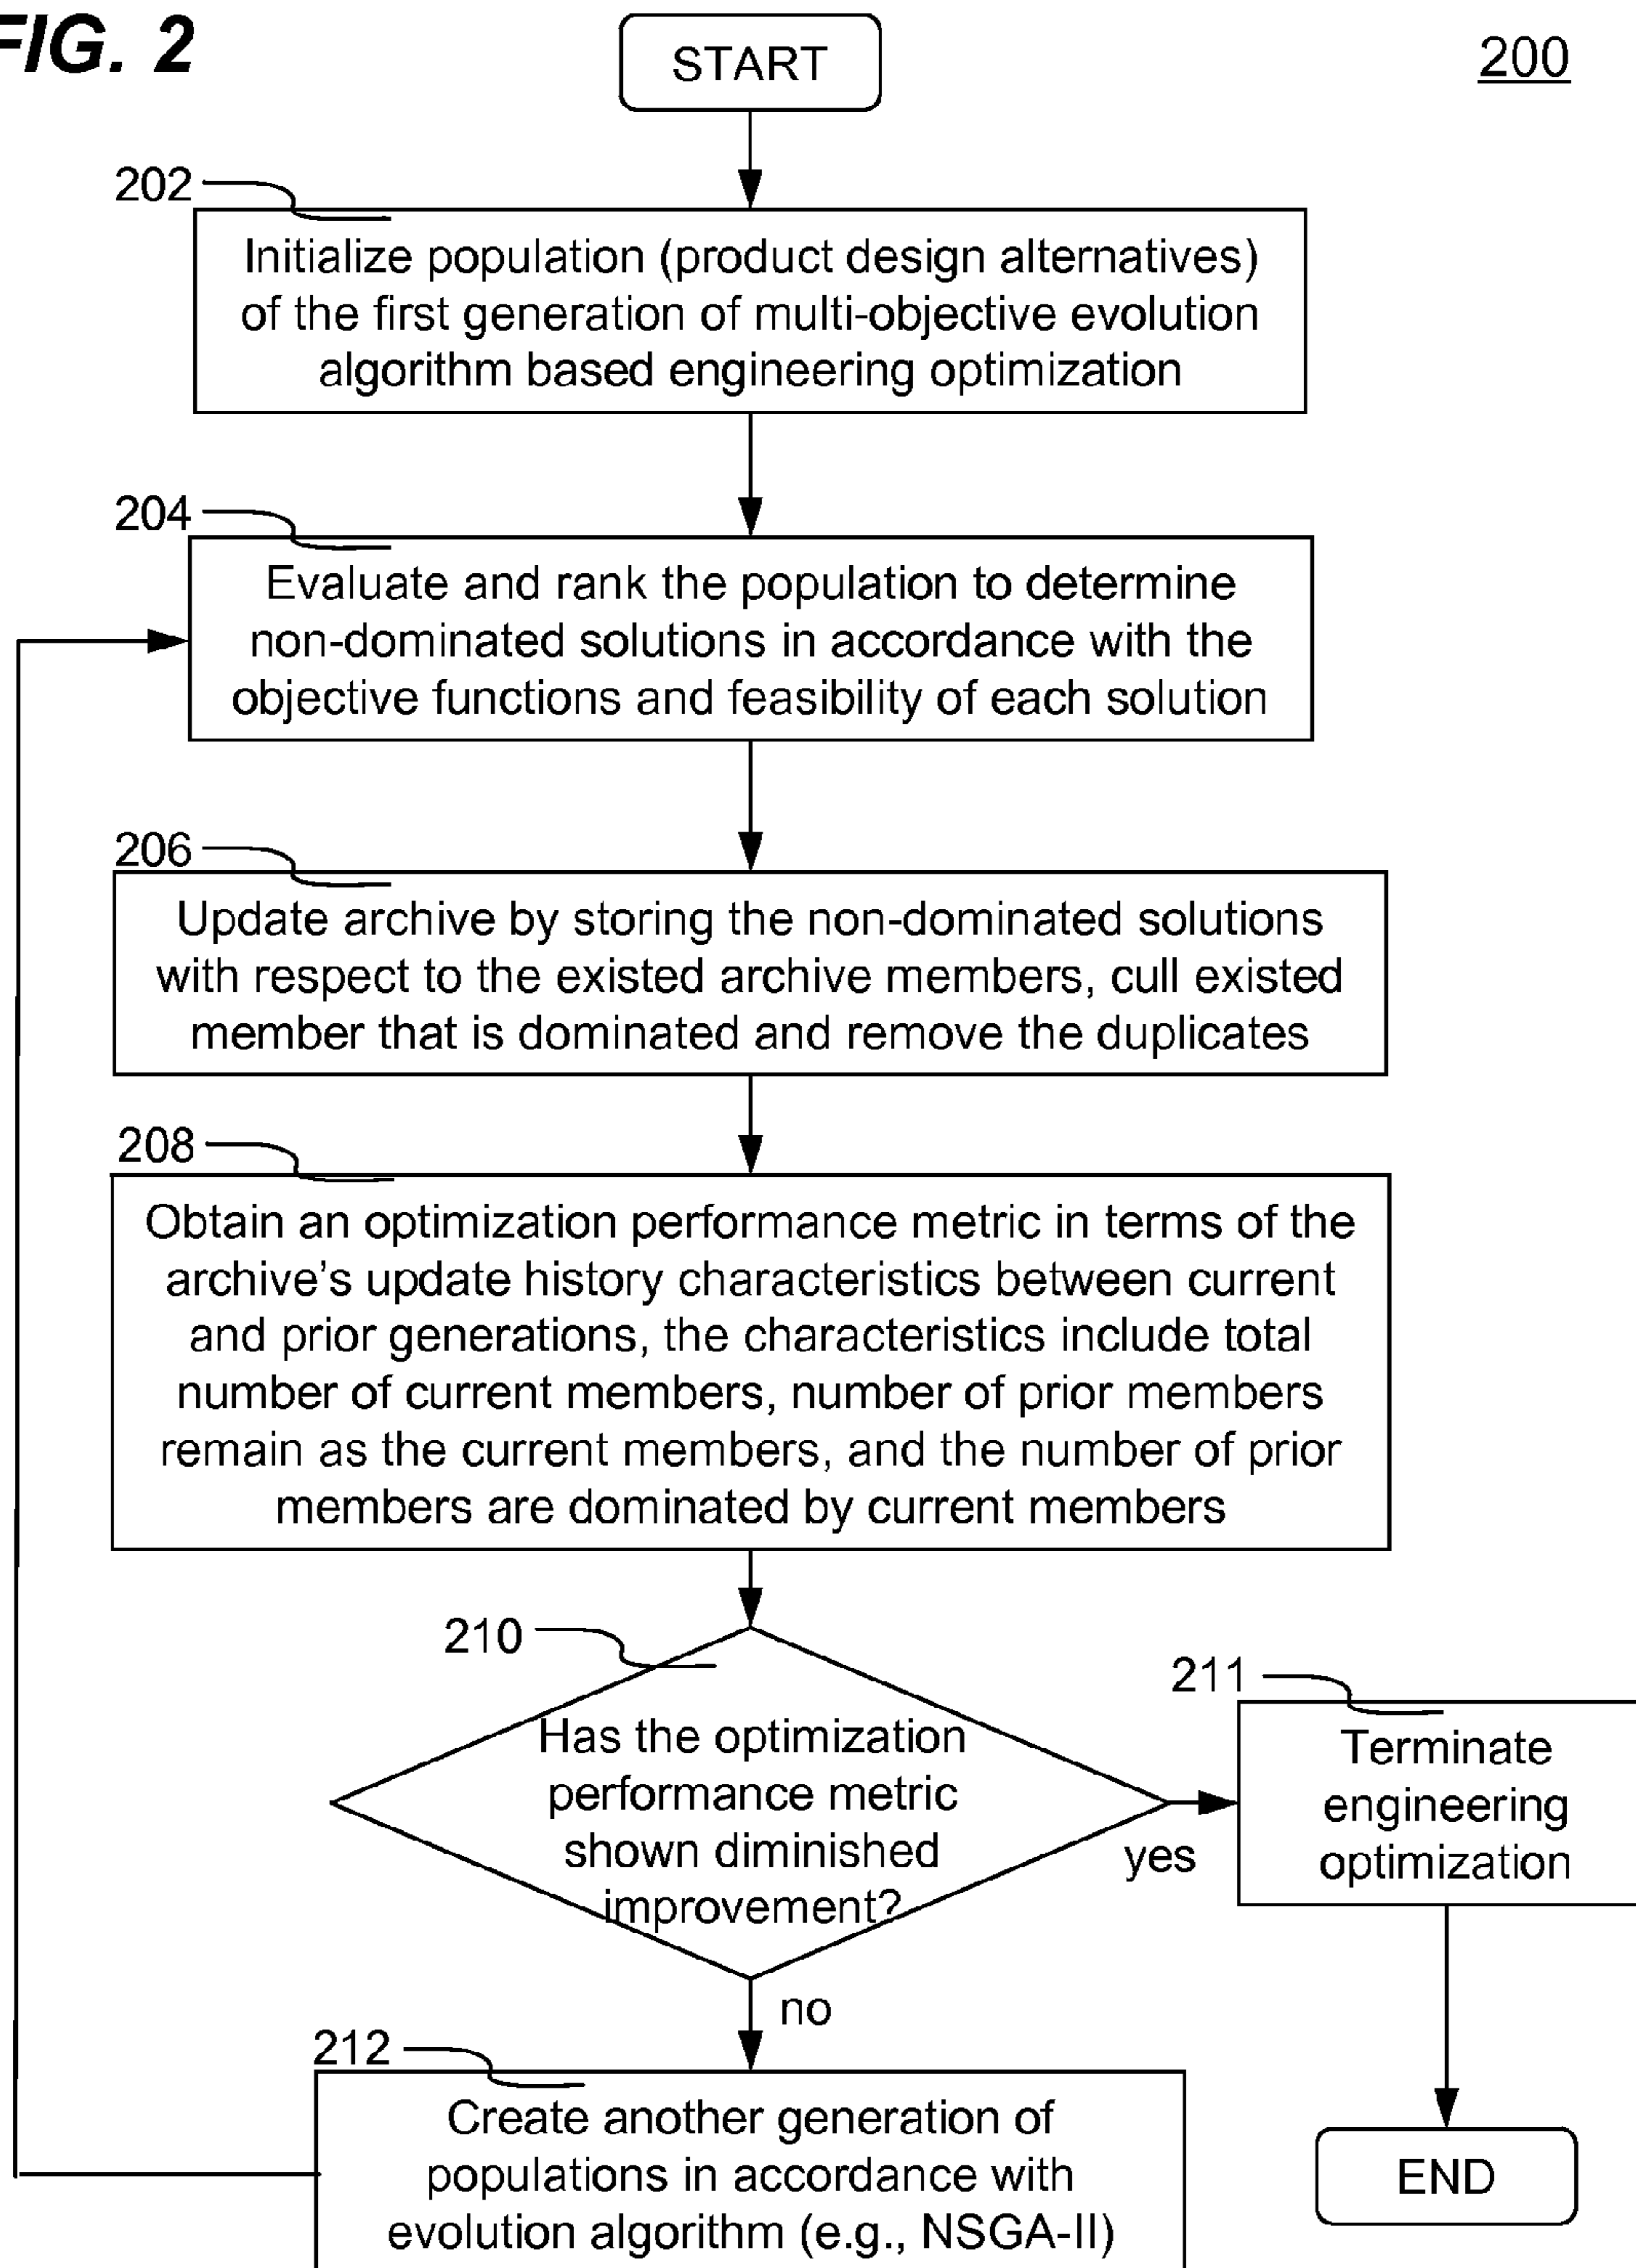 FIG. 2
200
START
202
Initialize population (product design alternatives)
of the first generation of multi-objective evolution
algorithm based engineering optimization
204
Evaluate and rank the population to determine
non-dominated solutions in accordance with the
objective functions and feasibility of each solution
206
Update archive by storing the non-dominated solutions
with respect to the existed archive members, cull existed
member that is dominated and remove the duplicates
208
Obtain an optimization performance metric in terms of the
archive's update history characteristics between current
and prior generations, the characteristics include total
number of current members, number of prior members
remain as the current members, and the number of prior
members are dominated by current members
210
Has the optimization
performance metric
shown diminished
improvement?
yes
211
Terminate
engineering
optimization
no
212
Create another generation of
populations in accordance with
evolution algorithm (e.g., NSGA-II)
END